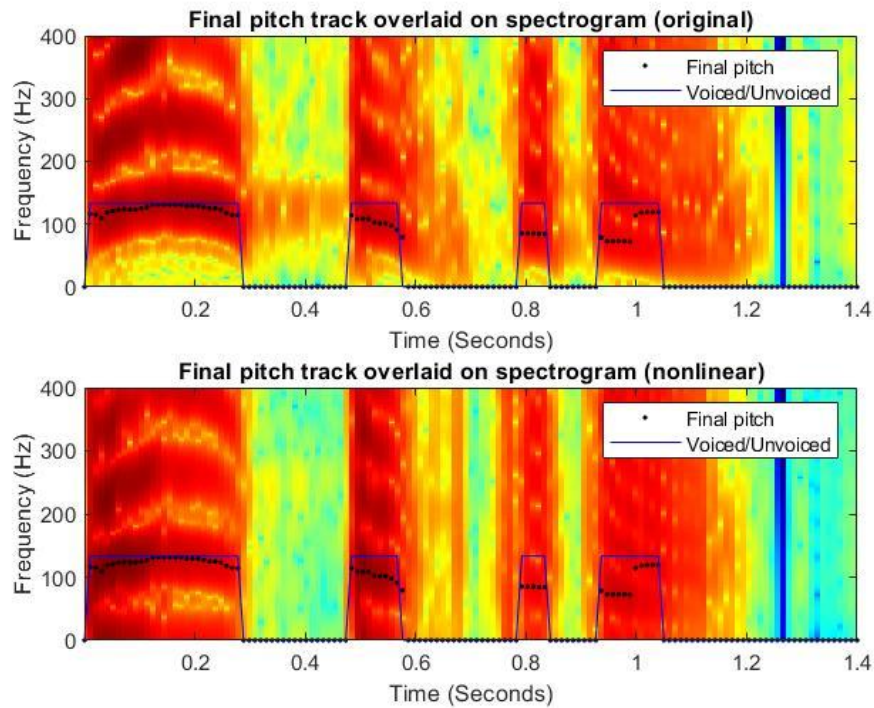 Final pitch track overlaid on spectrogram (original)
400
300
200
100
0
Frequency (Hz)
Final pitch
Voiced/Unvoiced
0.2 0.4 0.6 0.8 1 1.2 1.4
Time (Seconds)
Final pitch track overlaid on spectrogram (nonlinear)
400
300
200
100
0
Frequency (Hz)
Final pitch
Voiced/Unvoiced
0.2 0.4 0.6 0.8 1 1.2 1.4
Time (Seconds)